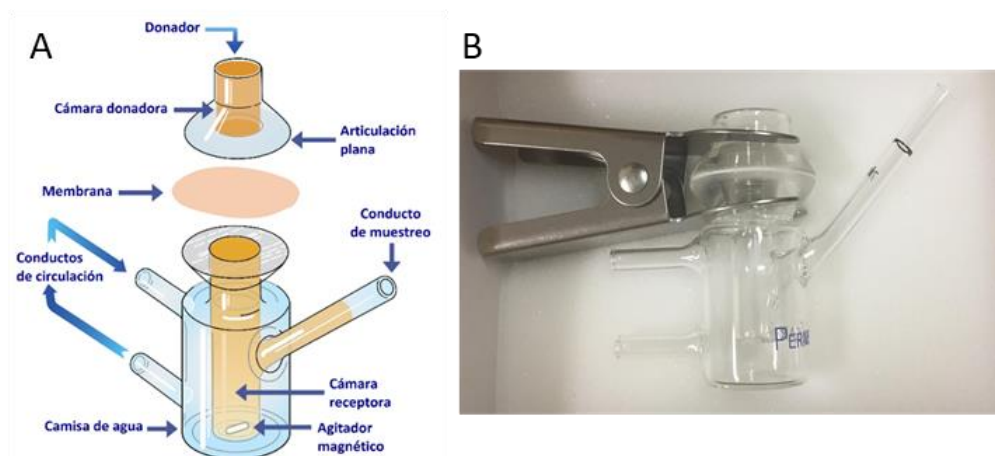 A
Donador
Cámara donadora
Articulación
plana
Membrana
Conducto
de muestreo
Conductos
de circulación
Cámara
receptora
Camisa de agua
Agitador
magnético
B